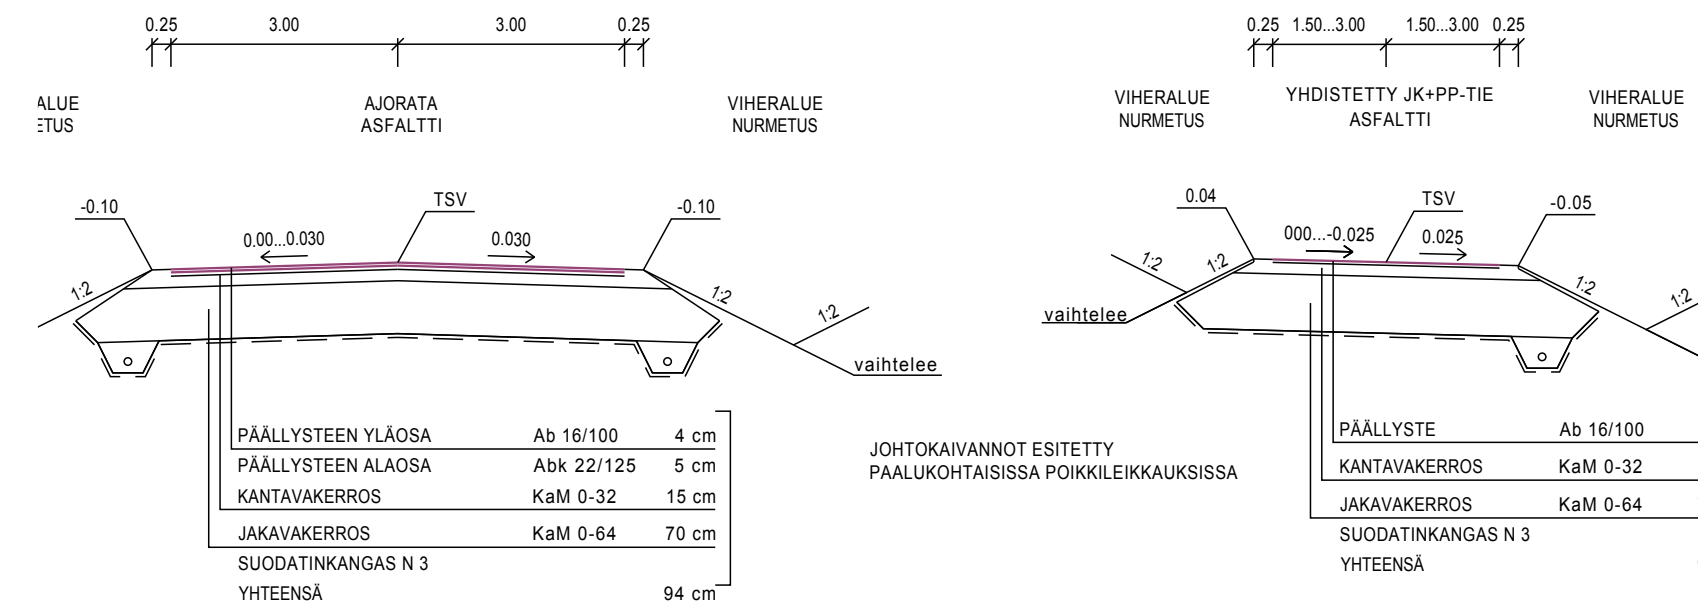 0.25 3.00 3.00 0.25
ALUE
ETUS
AJORATA
ASFALTTI
VIHERALUE
NURMETUS
-0.10
TSV
-0.10
0.00...0.030
0.030
1:2
1:2
1:2
vaihtelee
PÄÄLLYSTEEN YLÄOSA Ab 16/100 4 cm
PÄÄLLYSTEEN ALAOSA Abk 22/125 5 cm
KANTAVAKERROS KaM 0-32 15 cm
JAKAVAKERROS KaM 0-64 70 cm
SUODATINKANGAS N 3
YHTEENSÄ 94 cm
JOHTOKAIVANNOT ESITETTY
PAALUKOHTAISISSA POIKKILEIKKAUKSISSA
0.25 1.50...3.00 1.50...3.00 0.25
VIHERALUE
NURMETUS
YHDISTETTY JK+PP-TIE
ASFALTTI
VIHERALUE
NURMETUS
0.04
TSV
-0.05
000...-0.025
0.025
1:2
1:2
1:2
1:2
vaihtelee
PÄÄLLYSTE Ab 16/100
KANTAVAKERROS KaM 0-32
JAKAVAKERROS KaM 0-64
SUODATINKANGAS N 3
YHTEENSÄ